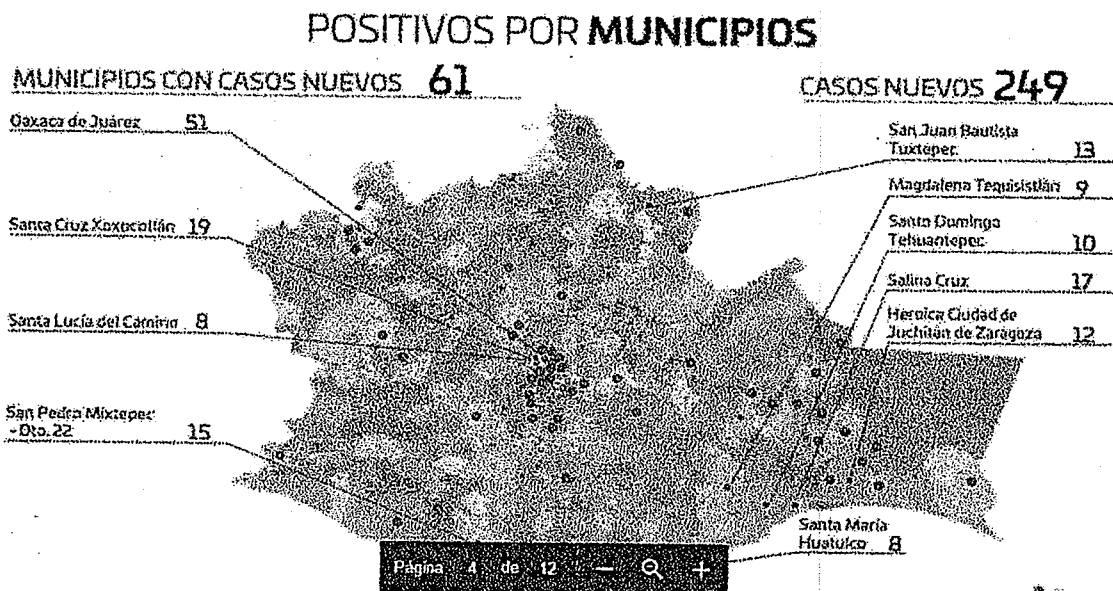 POSITIVOS POR MUNICIPIOS
MUNICIPIOS CON CASOS NUEVOS 61
CASOS NUEVOS 249
Oaxaca de Juárez 51
Santa Cruz Xoxocotlán 19
Santa Lucía del Camino 8
San Pedro Mixtepec
- Dto. 22 15
San Juan Bautista
Tuxtepec 13
Magdalena Tequisistlán 9
Santo Domingo
Tehuantepec 10
Salina Cruz 17
Heroica Ciudad de
Juchitán de Zaragoza 12
Santa María
Huatulco 8
Página 4 de 12